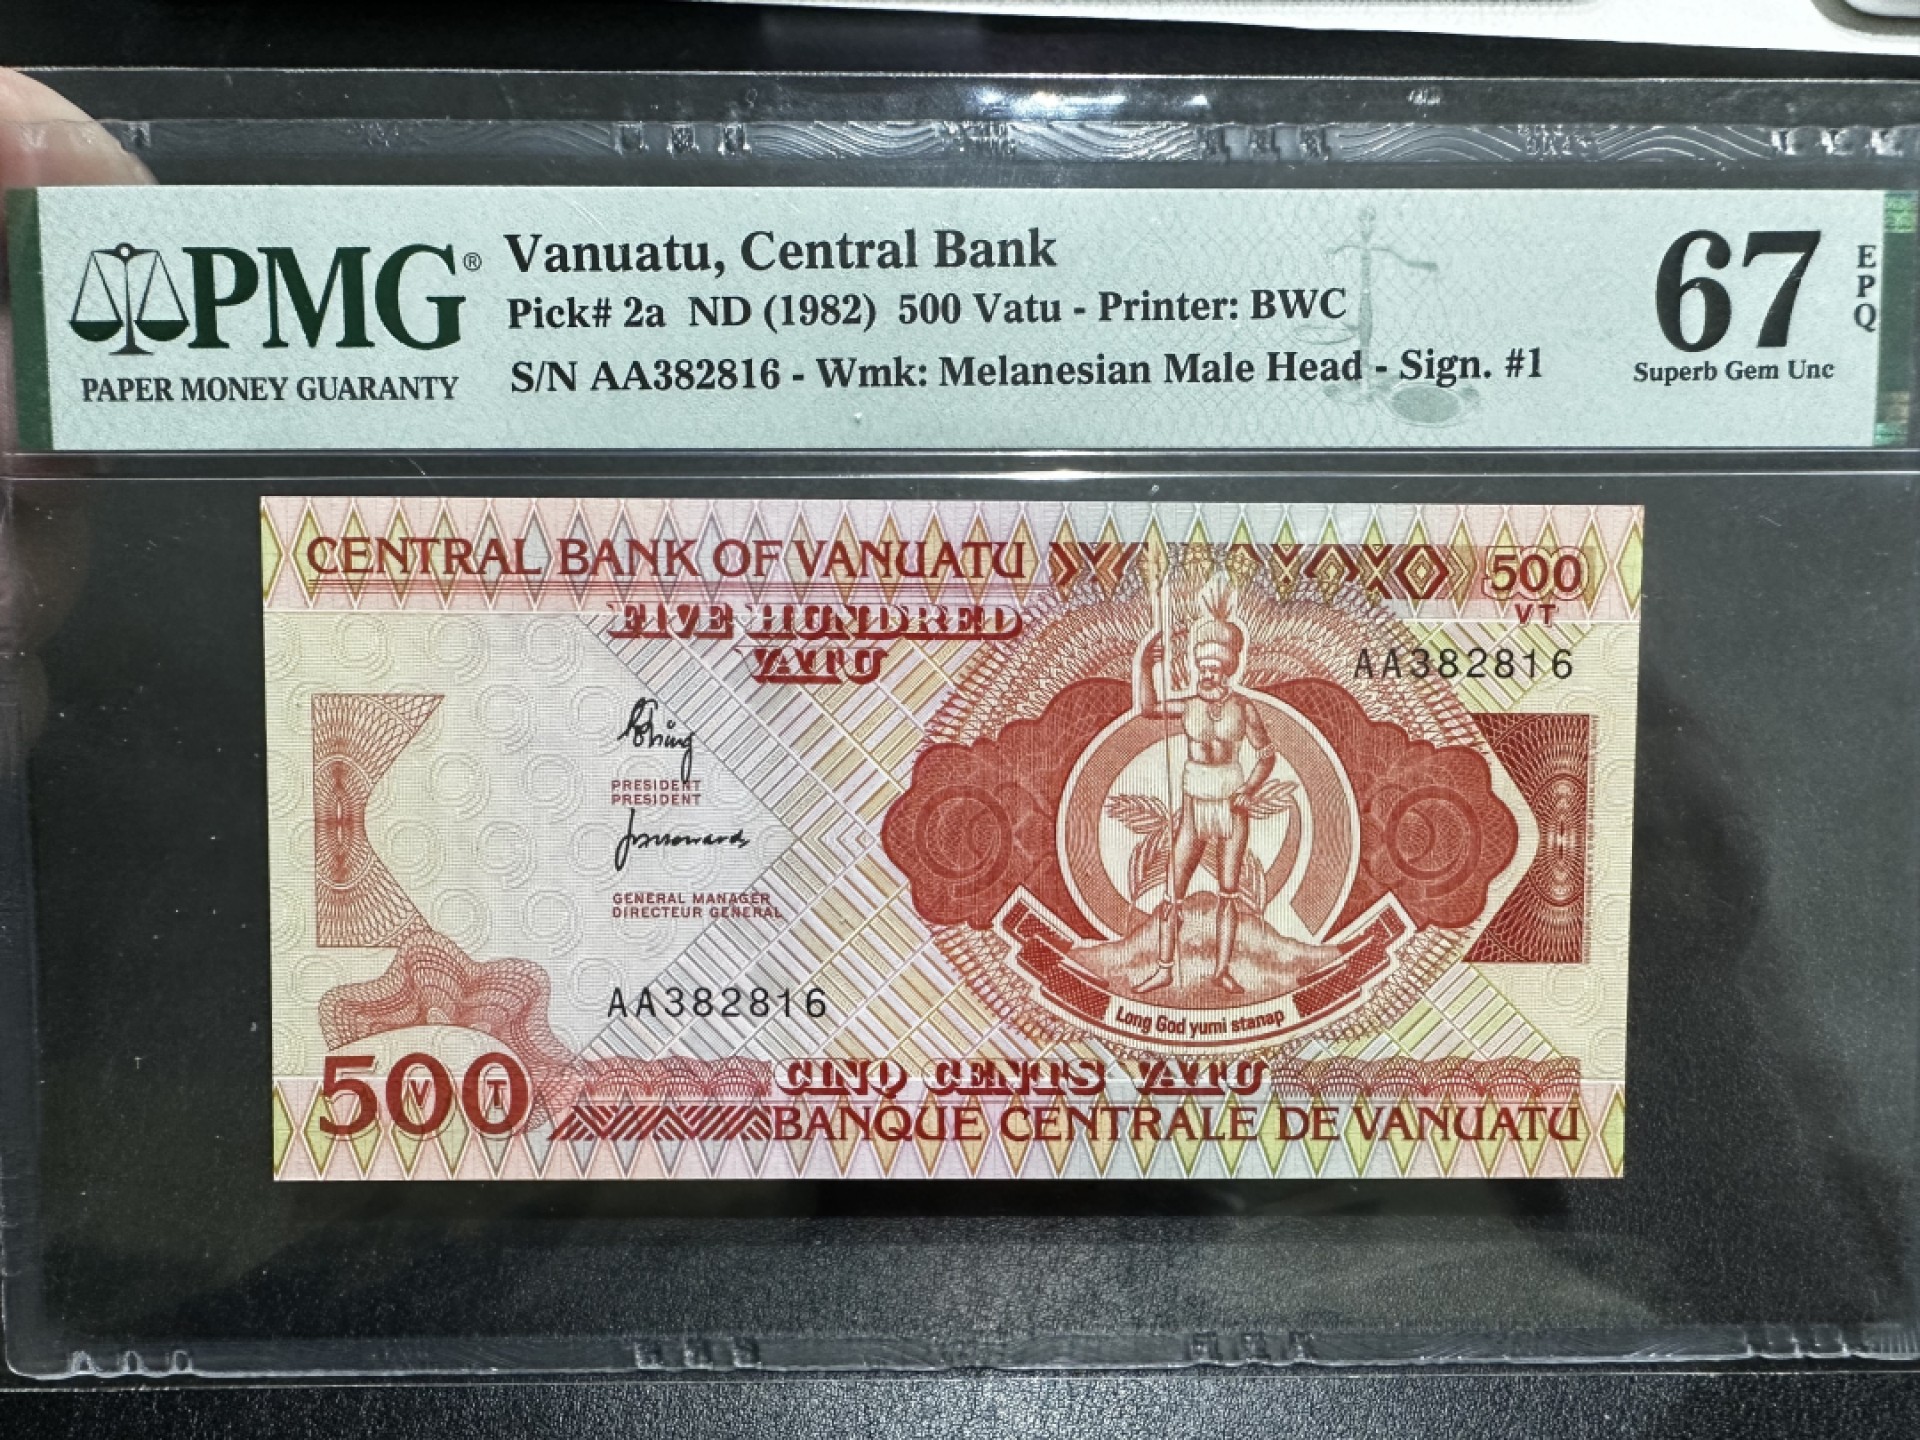 PMG®
PAPER MONEY GUARANTY
Vanuatu, Central Bank
Pick# 2a ND (1982) 500 Vatu - Printer: BWC
S/N AA382816 - Wmk: Melanesian Male Head - Sign. #1
67
EPQ
Superb Gem Unc
CENTRAL BANK OF VANUATU
500
VT
FIVE HUNDRED
VATU
AA382816
PRESIDENT
PRESIDENT
GENERAL MANAGER
DIRECTEUR GENERAL
AA382816
Long God yumi stanap
500
VT
CINQ CENTS VATU
BANQUE CENTRALE DE VANUATU